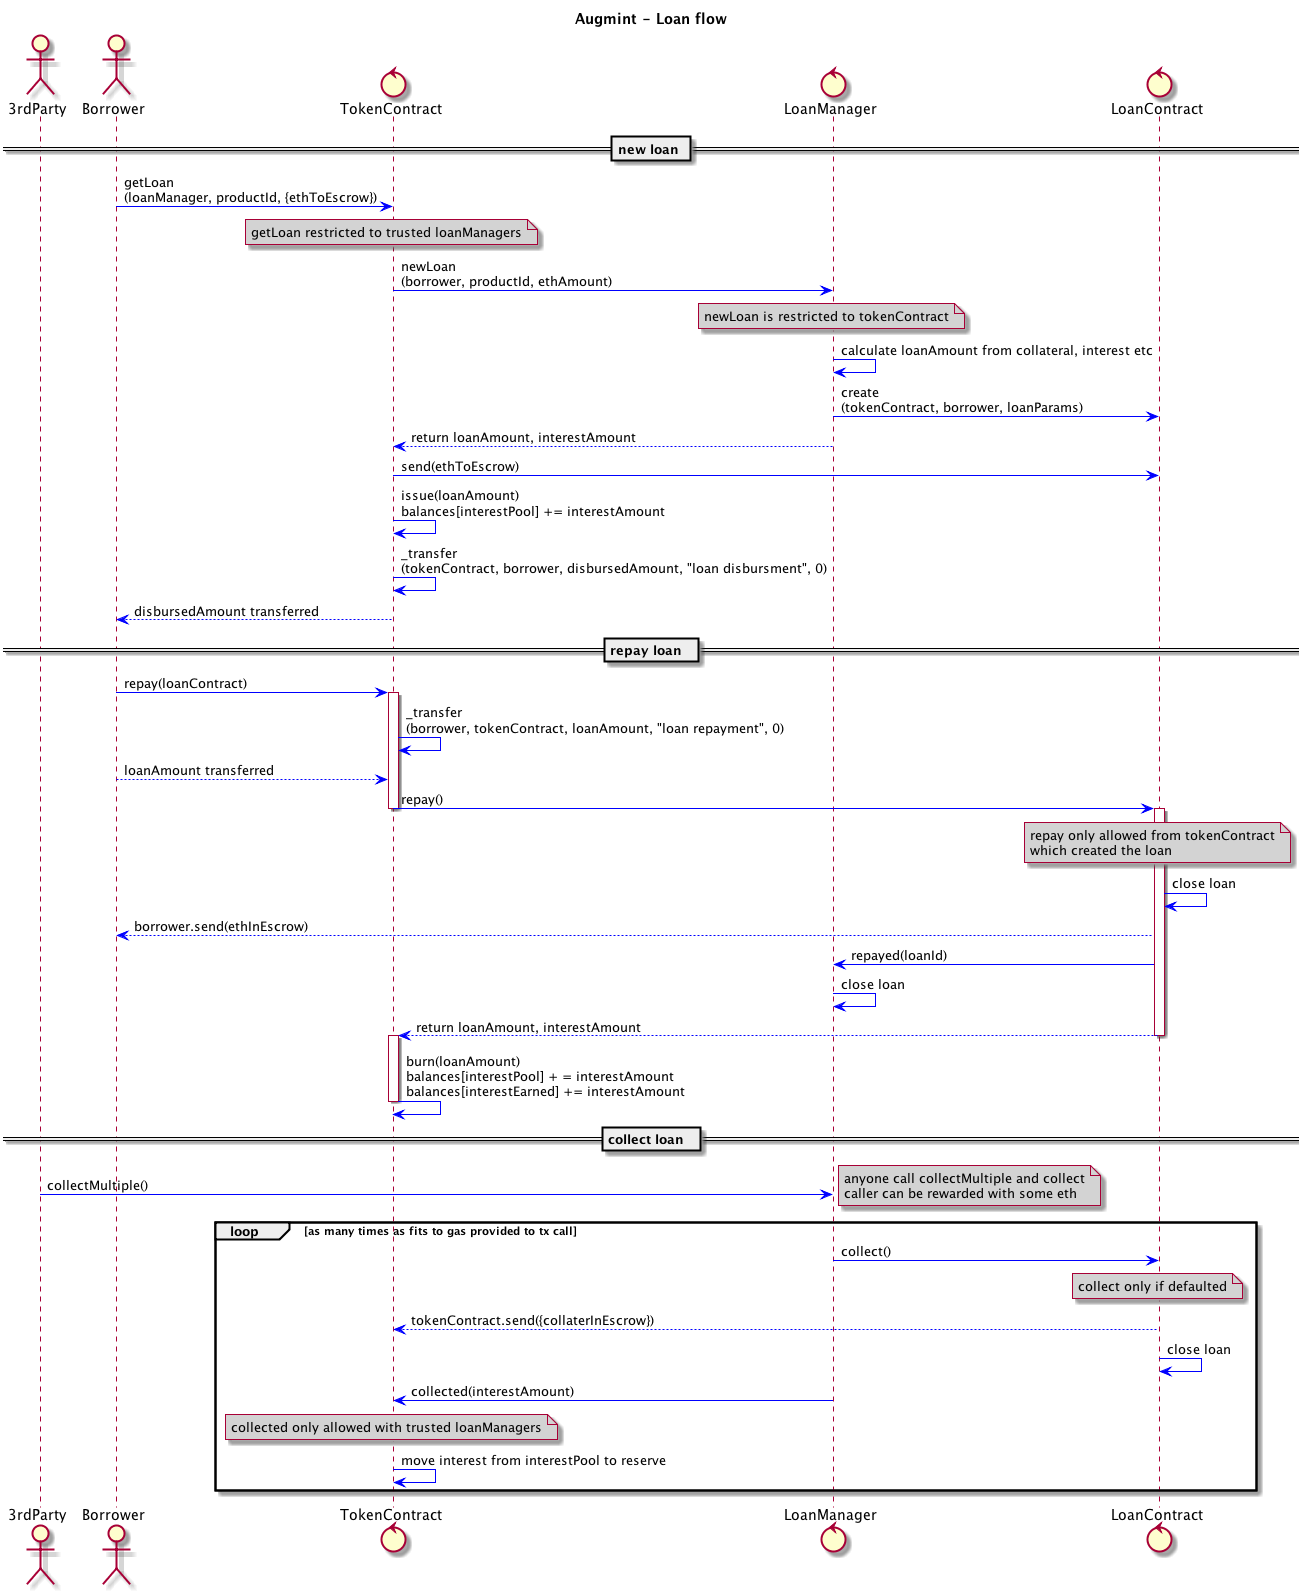 Augmint - Loan flow
3rdParty
Borrower
TokenContract
LoanManager
LoanContract
new loan
getLoan
(loanManager, productId, {ethToEscrow})
getLoan restricted to trusted loanManagers
newLoan
(borrower, productId, ethAmount)
newLoan is restricted to tokenContract
calculate loanAmount from collateral, interest etc
create
(tokenContract, borrower, loanParams)
return loanAmount, interestAmount
send(ethToEscrow)
issue(loanAmount)
balances[interestPool] += interestAmount
_transfer
(tokenContract, borrower, disbursedAmount, "loan disbursment", 0)
disbursedAmount transferred
repay loan
repay(loanContract)
_transfer
(borrower, tokenContract, loanAmount, "loan repayment", 0)
loanAmount transferred
repay()
repay only allowed from tokenContract
which created the loan
close loan
borrower.send(ethInEscrow)
repayed(loanId)
close loan
return loanAmount, interestAmount
burn(loanAmount)
balances[interestPool] + = interestAmount
balances[interestEarned] += interestAmount
collect loan
collectMultiple()
anyone call collectMultiple and collect
caller can be rewarded with some eth
loop [as many times as fits to gas provided to tx call]
collect()
collect only if defaulted
tokenContract.send({collaterInEscrow})
close loan
collected(interestAmount)
collected only allowed with trusted loanManagers
move interest from interestPool to reserve
3rdParty
Borrower
TokenContract
LoanManager
LoanContract